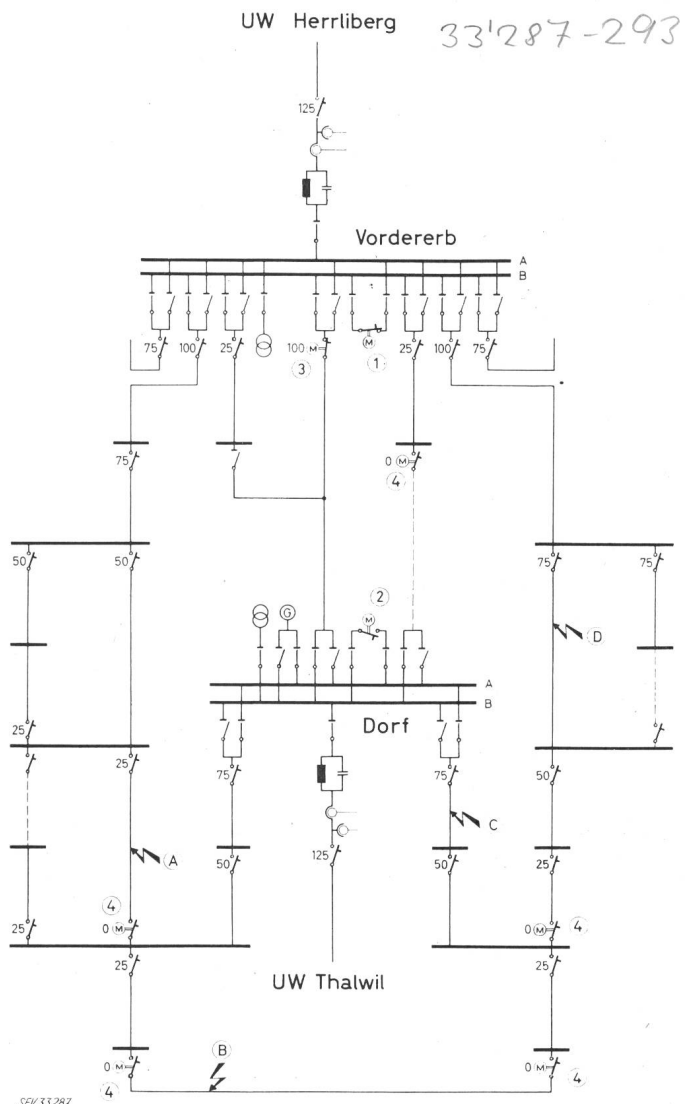 UW Herrliberg 33'287-293
125
Vordererb
A
B
75 100 25 100 M M 25 100 75
3 1
75 0 M
4
50 50 75 75
2
G M
D
A
B
Dorf
25 25 75 75 50
C
A 50 125 50 25
4 4
25 0 M 0 M
25 25
UW Thalwil
B
0 M 0 M
4 4
SEV 33287